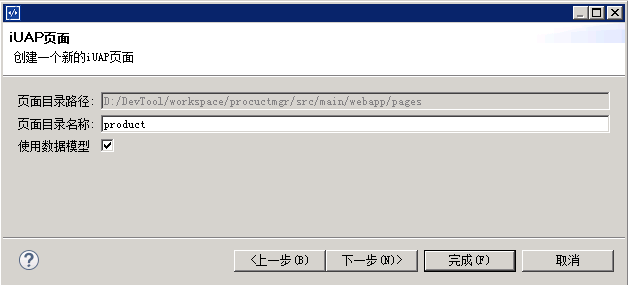 iUAP页面
创建一个新的iUAP页面
页面目录路径: D:/DevTool/workspace/procuctmgr/src/main/webapp/pages
页面目录名称: product
使用数据模型
<上一步(B) 下一步(N)> 完成(F) 取消